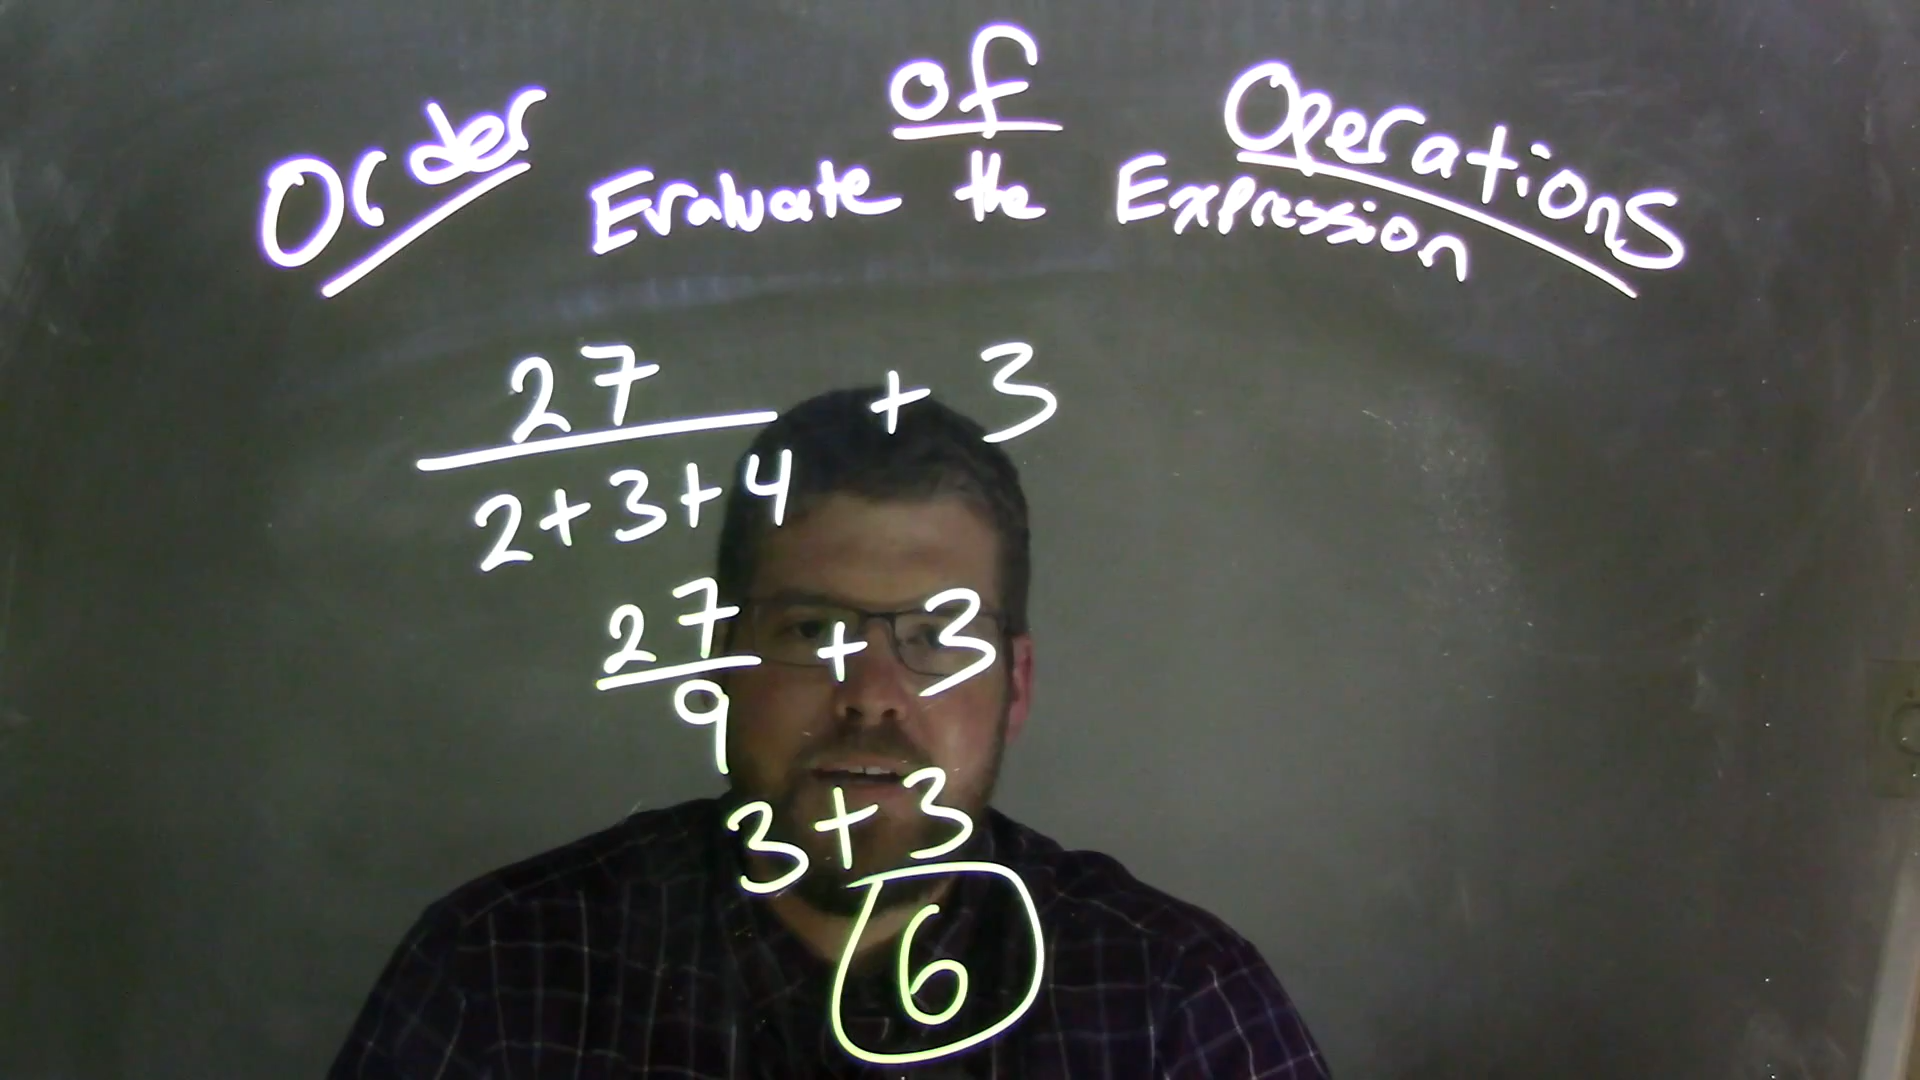 Order of Operations
Evaluate the Expression
27
—— + 3
2+3+4
27
— + 3
9
3+3
6